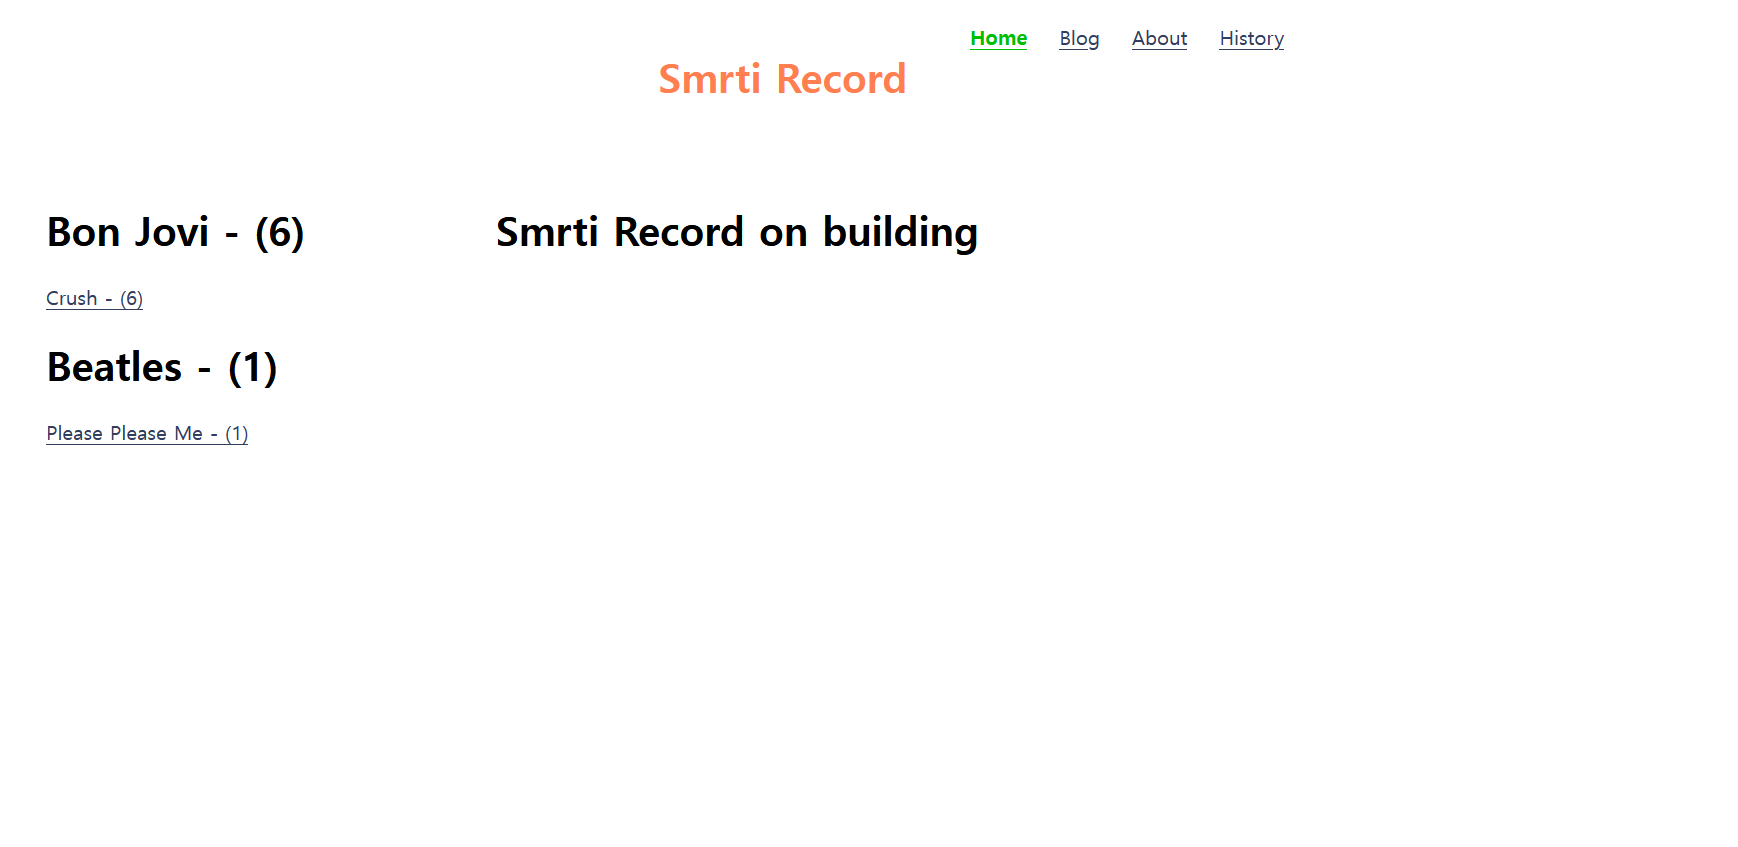 Home Blog About History
Smrti Record
Bon Jovi - (6)
Crush - (6)
Beatles - (1)
Please Please Me - (1)
Smrti Record on building